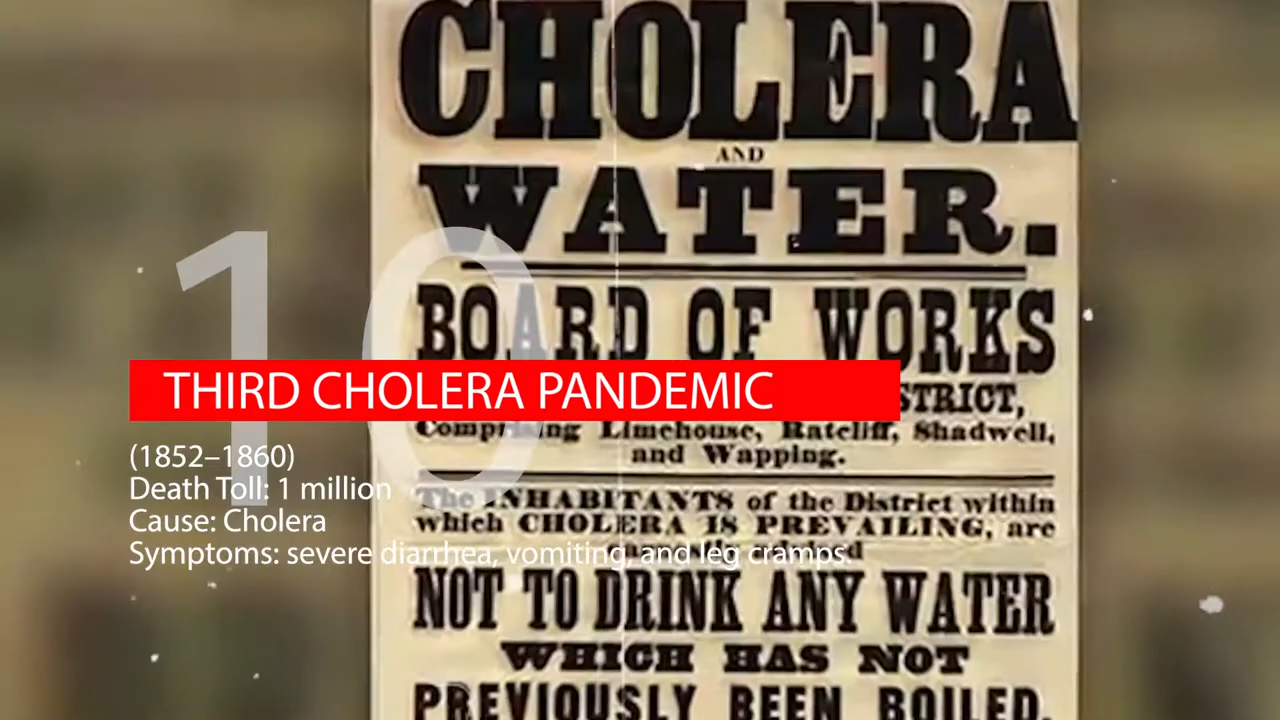 CHOLERA
AND
WATER.
BOARD OF WORKS
10
THIRD CHOLERA PANDEMIC
STRICT,
Comprising Limehouse, Ratcliff, Shadwell,
and Wapping.
(1852–1860)
Death Toll: 1 million
Cause: Cholera
Symptoms: severe diarrhea, vomiting, and leg cramps.
The INHABITANTS of the District within
which CHOLERA IS PREVAILING, are
NOT TO DRINK ANY WATER
WHICH HAS NOT
PREVIOUSLY BEEN BOILED.